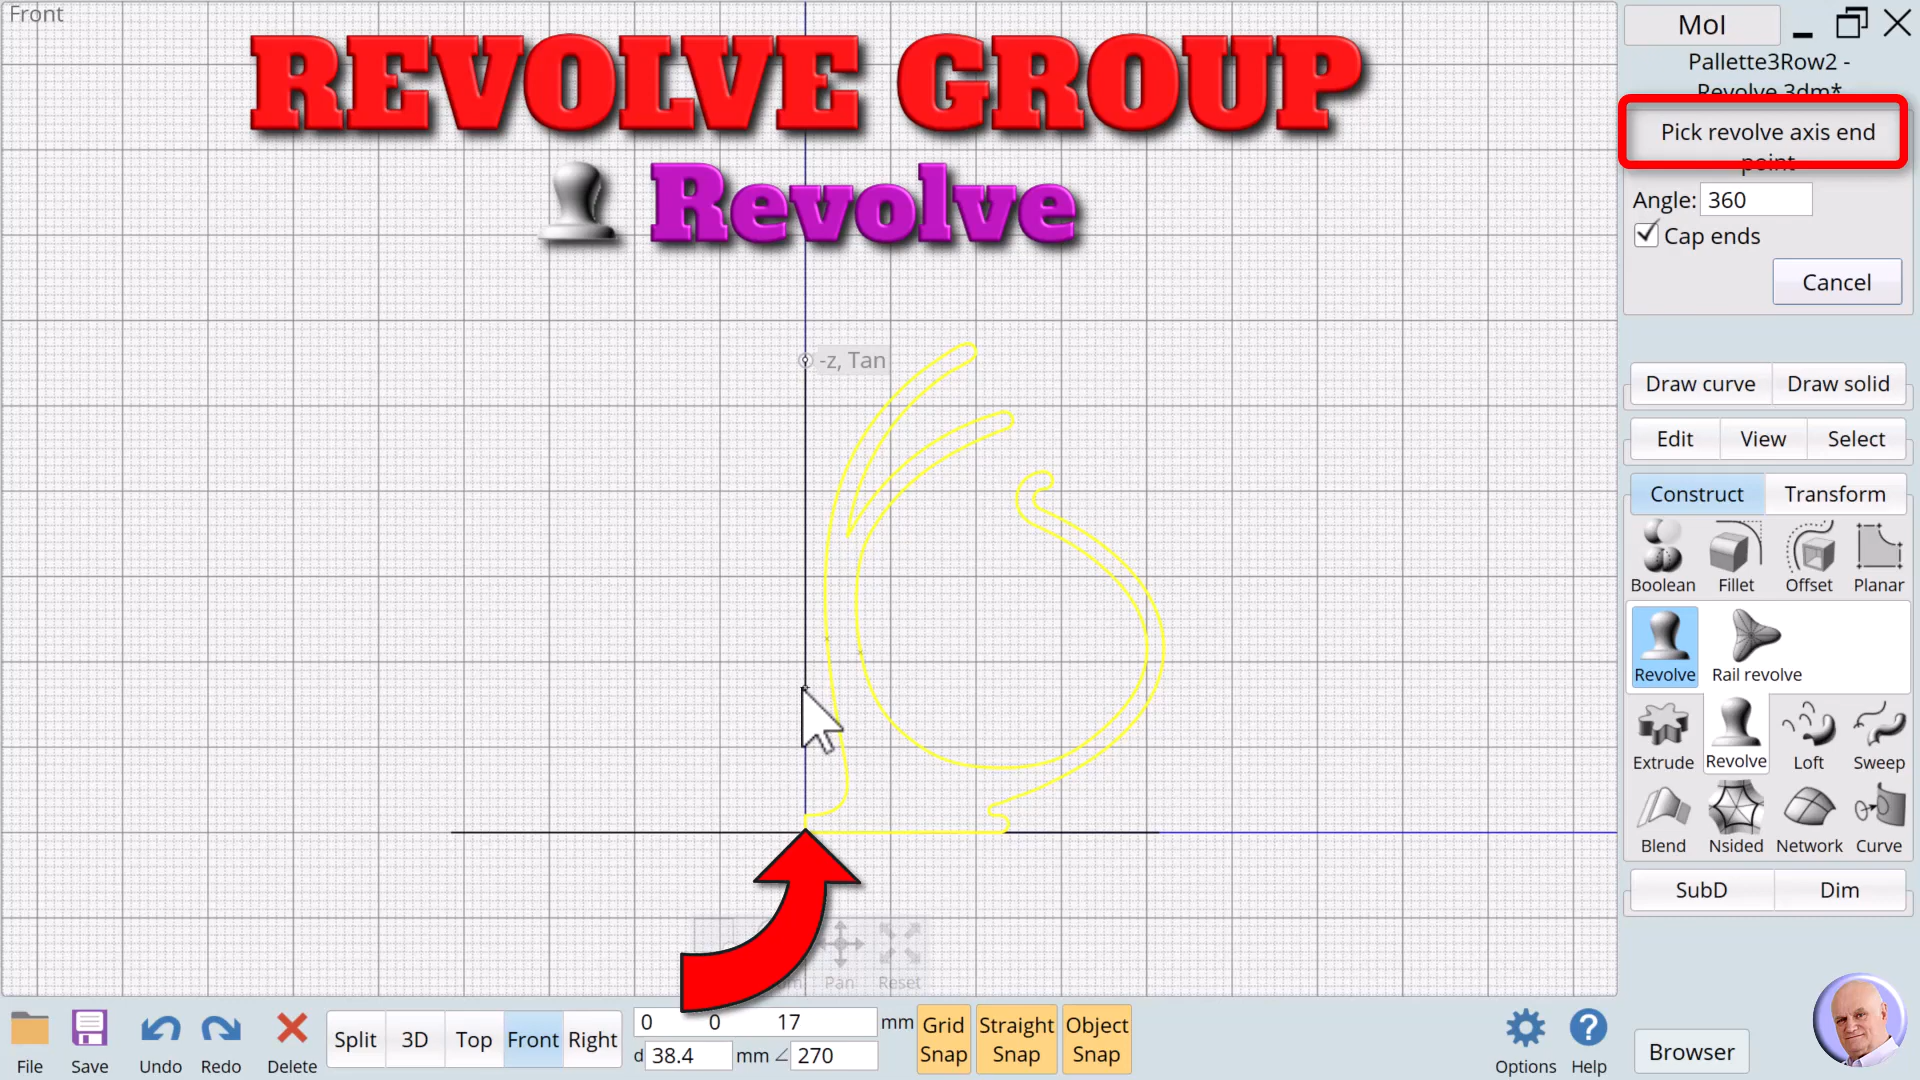 Front
REVOLVE GROUP
Revolve
-z, Tan
Pan
Reset
MoI
Pallette3Row2 -
Revolve.3dm*
Pick revolve axis end
point
Angle: 360
Cap ends
Cancel
Draw curve Draw solid
Edit View Select
Construct Transform
Boolean Fillet Offset Planar
Revolve Rail revolve
Extrude Revolve Loft Sweep
Blend Nsided Network Curve
SubD Dim
File Save Undo Redo Delete
Split 3D Top Front Right
0 0 17 mm
d 38.4 mm ∠ 270
Grid
Snap
Straight
Snap
Object
Snap
Options Help
Browser